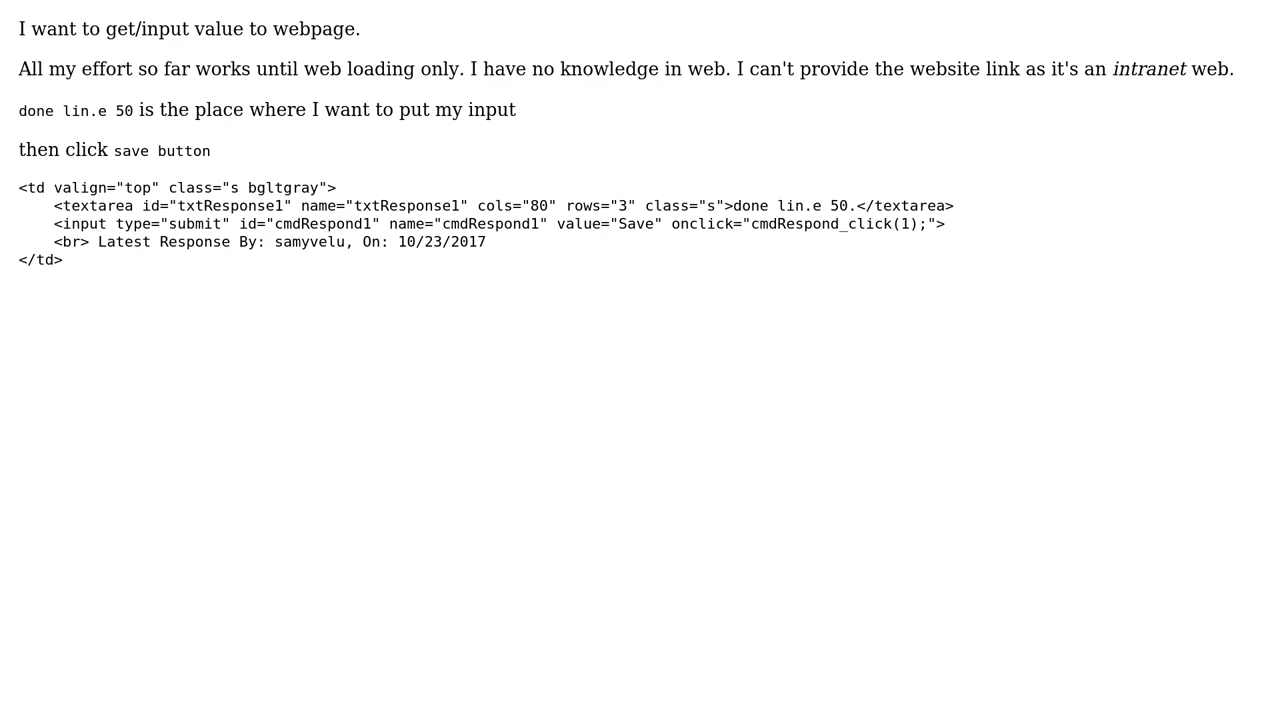 I want to get/input value to webpage.
All my effort so far works until web loading only. I have no knowledge in web. I can't provide the website link as it's an intranet web.
done lin.e 50 is the place where I want to put my input
then click save button
<td valign="top" class="s bgltgray">
    <textarea id="txtResponse1" name="txtResponse1" cols="80" rows="3" class="s">done lin.e 50.</textarea>
    <input type="submit" id="cmdRespond1" name="cmdRespond1" value="Save" onclick="cmdRespond_click(1);">
    <br> Latest Response By: samyvelu, On: 10/23/2017
</td>